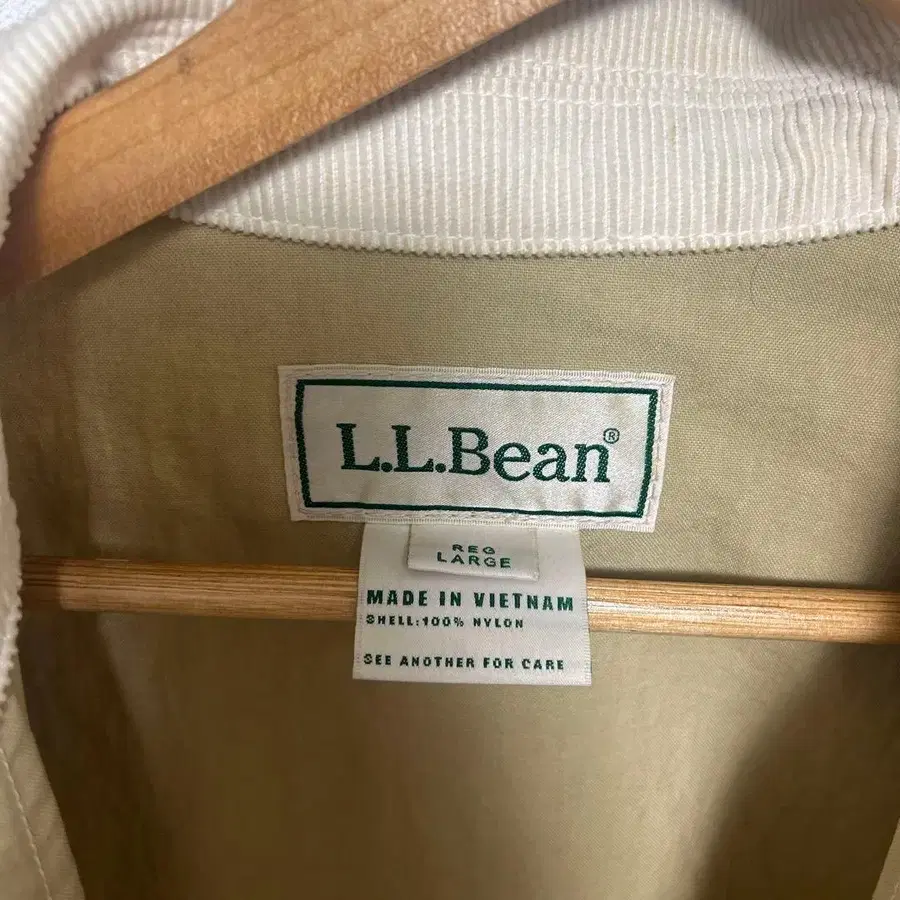 L.L.Bean®
REG
LARGE
MADE IN VIETNAM
SHELL:100% NYLON
SEE ANOTHER FOR CARE